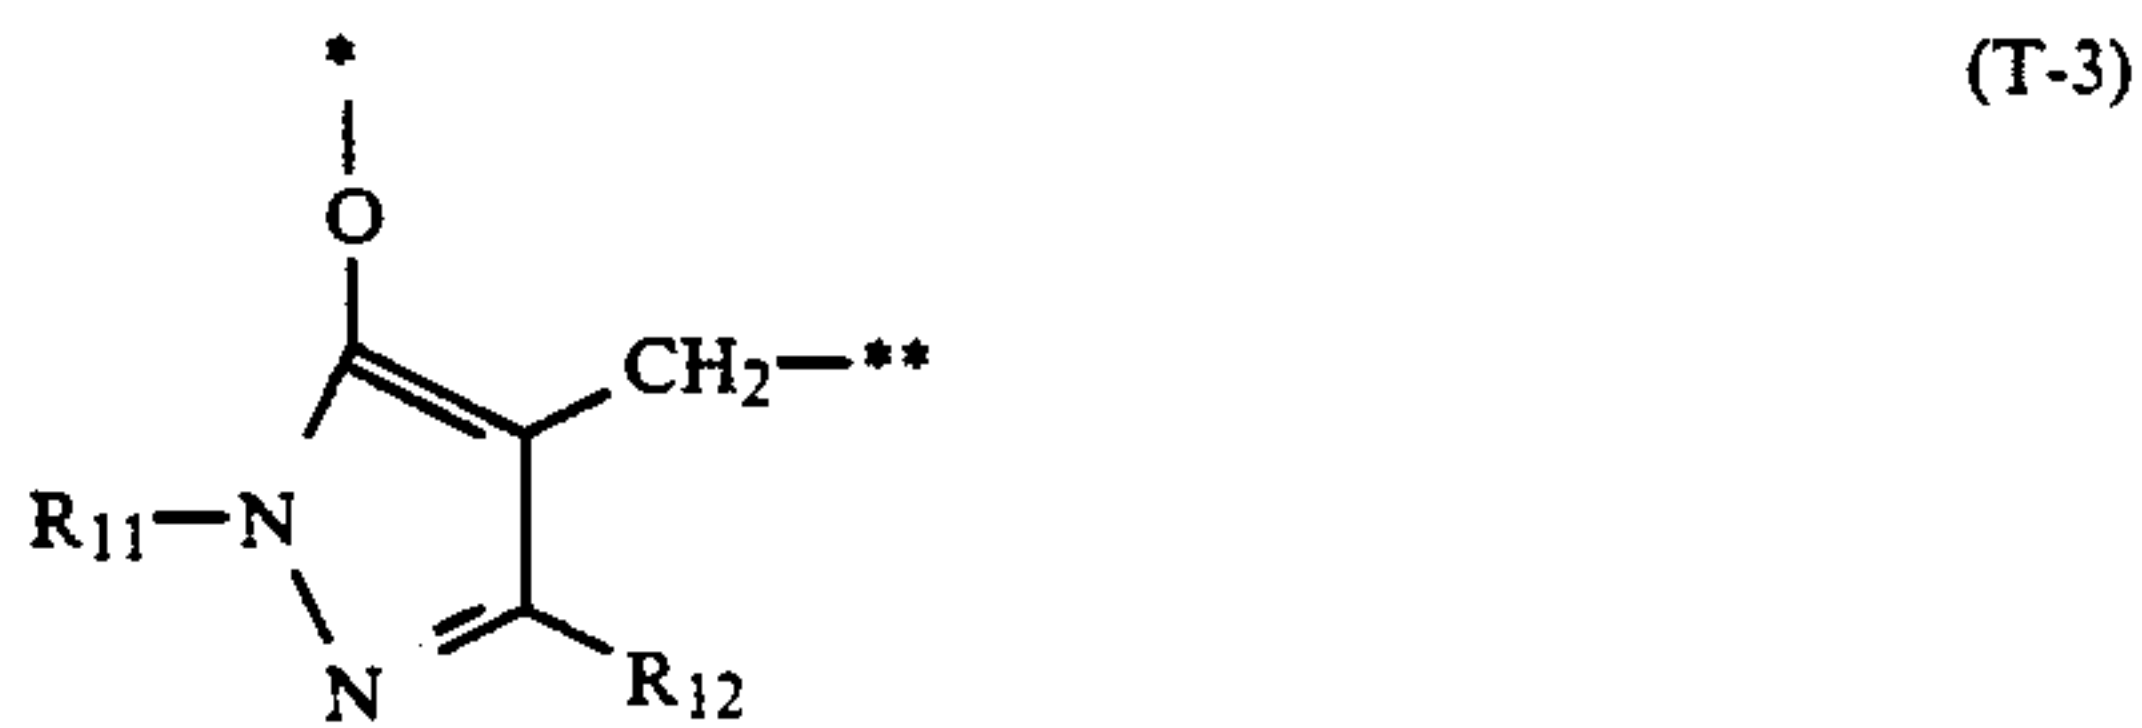 * (T-3)
O
CH2—**
R11—N
N
R12